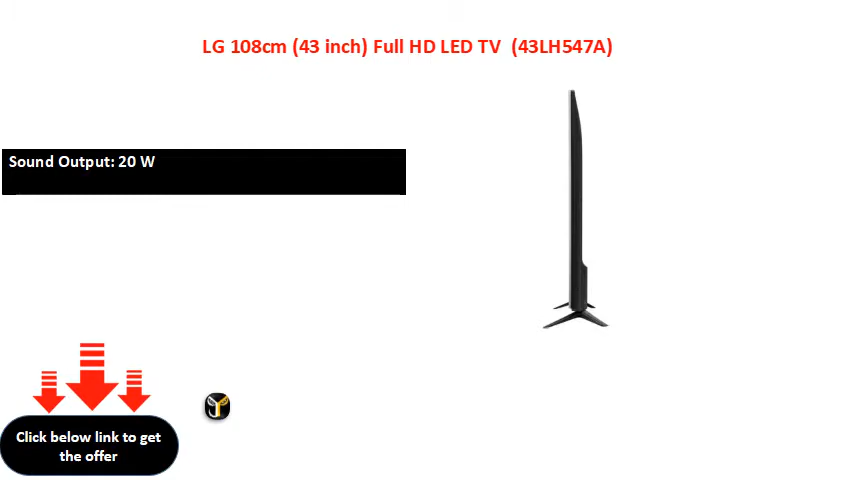 LG 108cm (43 inch) Full HD LED TV (43LH547A)
Sound Output: 20 W
Click below link to get
the offer